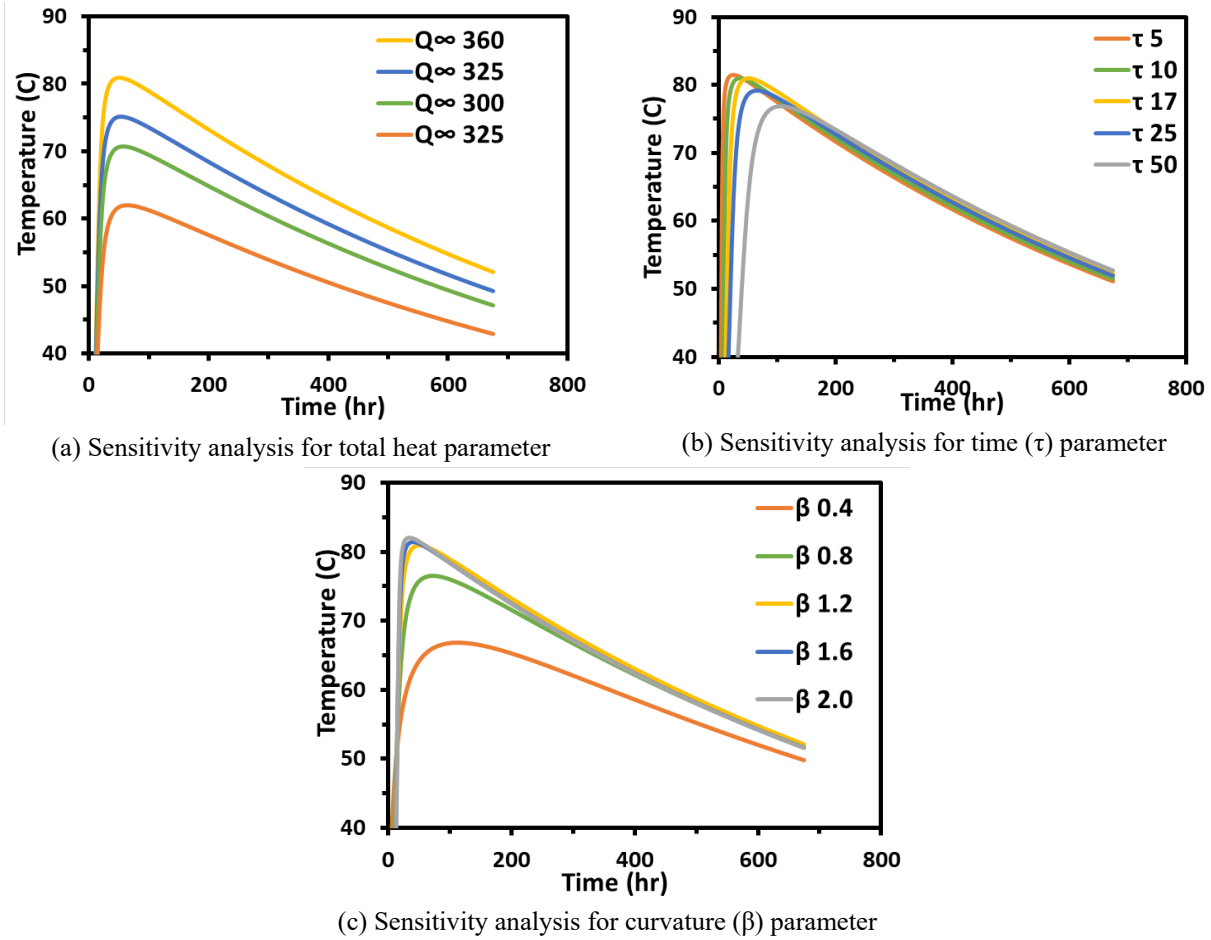 90
80
70
60
50
40
Temperature (C)
0 200 400 600 800
Time (hr)
Q∞ 360
Q∞ 325
Q∞ 300
Q∞ 325
(a) Sensitivity analysis for total heat parameter
90
80
70
60
50
40
Temperature (C)
0 200 400 600 800
Time (hr)
τ 5
τ 10
τ 17
τ 25
τ 50
(b) Sensitivity analysis for time (τ) parameter
90
80
70
60
50
40
Temperature (C)
0 200 400 600 800
Time (hr)
β 0.4
β 0.8
β 1.2
β 1.6
β 2.0
(c) Sensitivity analysis for curvature (β) parameter